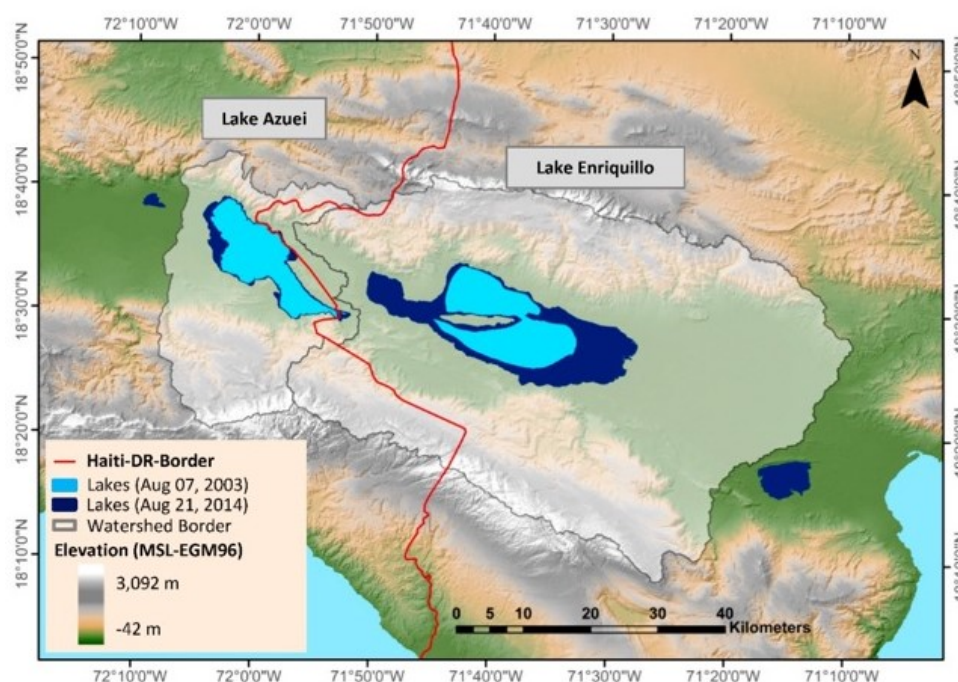 72°10'0"W 72°0'0"W 71°50'0"W 71°40'0"W 71°30'0"W 71°20'0"W 71°10'0"W
18°50'0"N
N
Lake Azuei
Lake Enriquillo
18°40'0"N
18°30'0"N
18°20'0"N
18°10'0"N
Haiti-DR-Border
Lakes (Aug 07, 2003)
Lakes (Aug 21, 2014)
Watershed Border
Elevation (MSL-EGM96)
3,092 m
-42 m
0 5 10 20 30 40
Kilometers
72°10'0"W 72°0'0"W 71°50'0"W 71°40'0"W 71°30'0"W 71°20'0"W 71°10'0"W